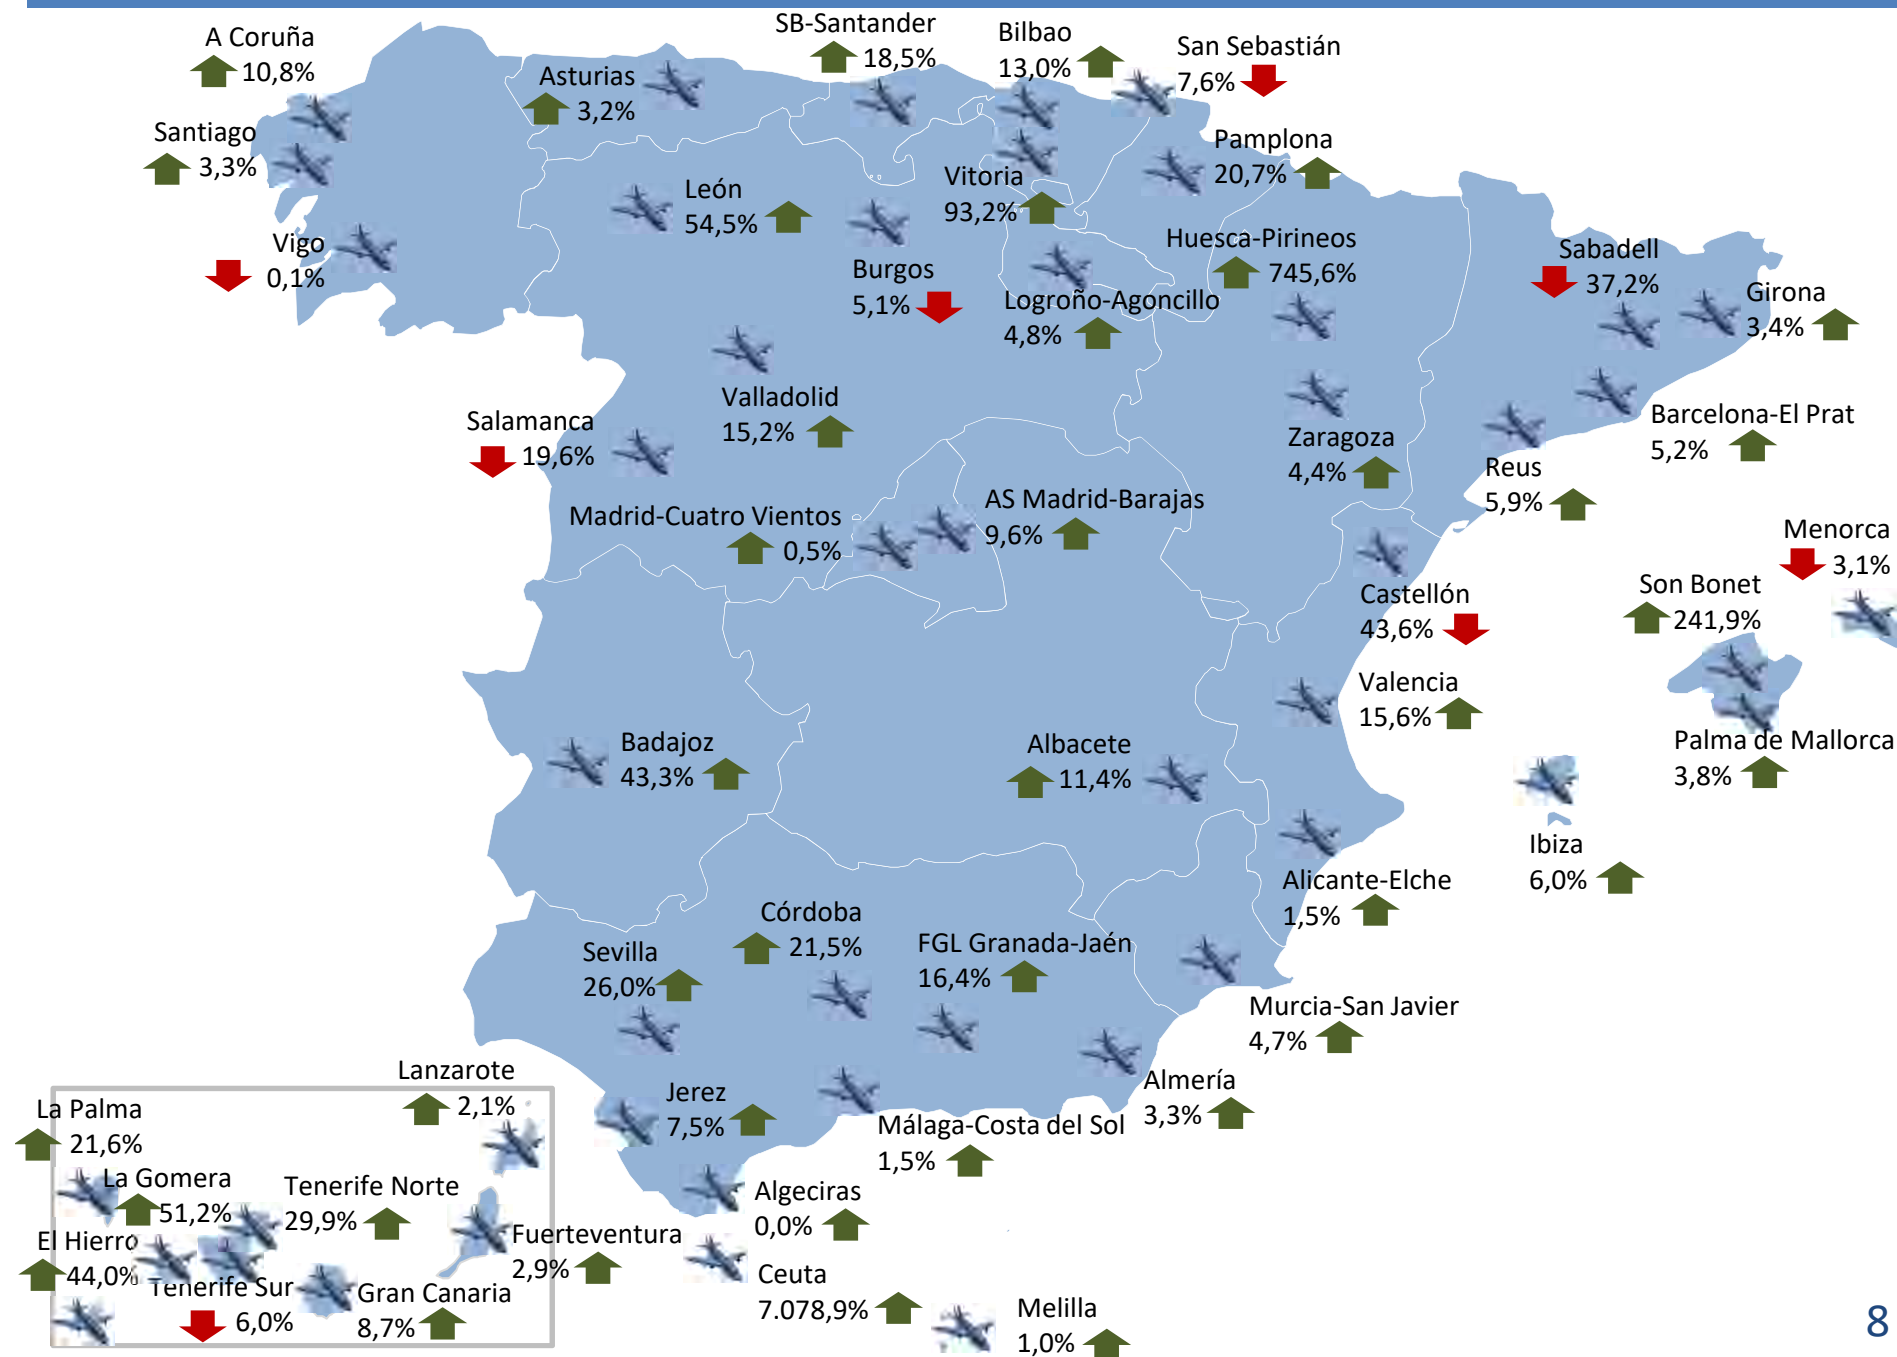 A Coruña
10,8%
SB-Santander
18,5%
Bilbao
13,0%
San Sebastián
7,6%
Asturias
3,2%
Santiago
3,3%
Pamplona
20,7%
León
54,5%
Vitoria
93,2%
Vigo
0,1%
Burgos
5,1%
Huesca-Pirineos
745,6%
Logroño-Agoncillo
4,8%
Sabadell
37,2%
Girona
3,4%
Valladolid
15,2%
Salamanca
19,6%
Zaragoza
4,4%
Barcelona-El Prat
5,2%
Reus
5,9%
Madrid-Cuatro Vientos
0,5%
AS Madrid-Barajas
9,6%
Menorca
3,1%
Castellón
43,6%
Son Bonet
241,9%
Valencia
15,6%
Palma de Mallorca
3,8%
Badajoz
43,3%
Albacete
11,4%
Ibiza
6,0%
Alicante-Elche
1,5%
Córdoba
21,5%
Sevilla
26,0%
FGL Granada-Jaén
16,4%
Murcia-San Javier
4,7%
Lanzarote
2,1%
Jerez
7,5%
Almería
3,3%
La Palma
21,6%
Málaga-Costa del Sol
1,5%
La Gomera
51,2%
Tenerife Norte
29,9%
Algeciras
0,0%
El Hierro
44,0%
Fuerteventura
2,9%
Tenerife Sur
6,0%
Gran Canaria
8,7%
Ceuta
7.078,9%
Melilla
1,0%
8